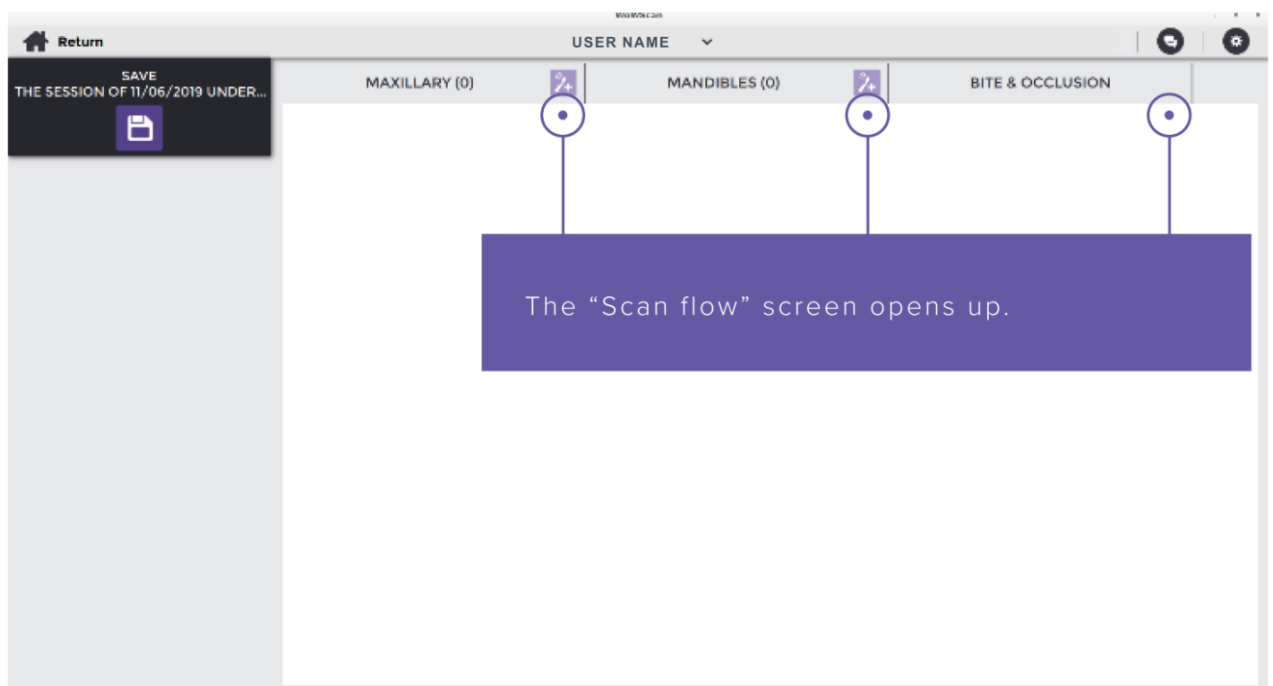 Return
USER NAME
SAVE
THE SESSION OF 11/06/2019 UNDER...
MAXILLARY (0)
MANDIBLES (0)
BITE & OCCLUSION
The “Scan flow” screen opens up.